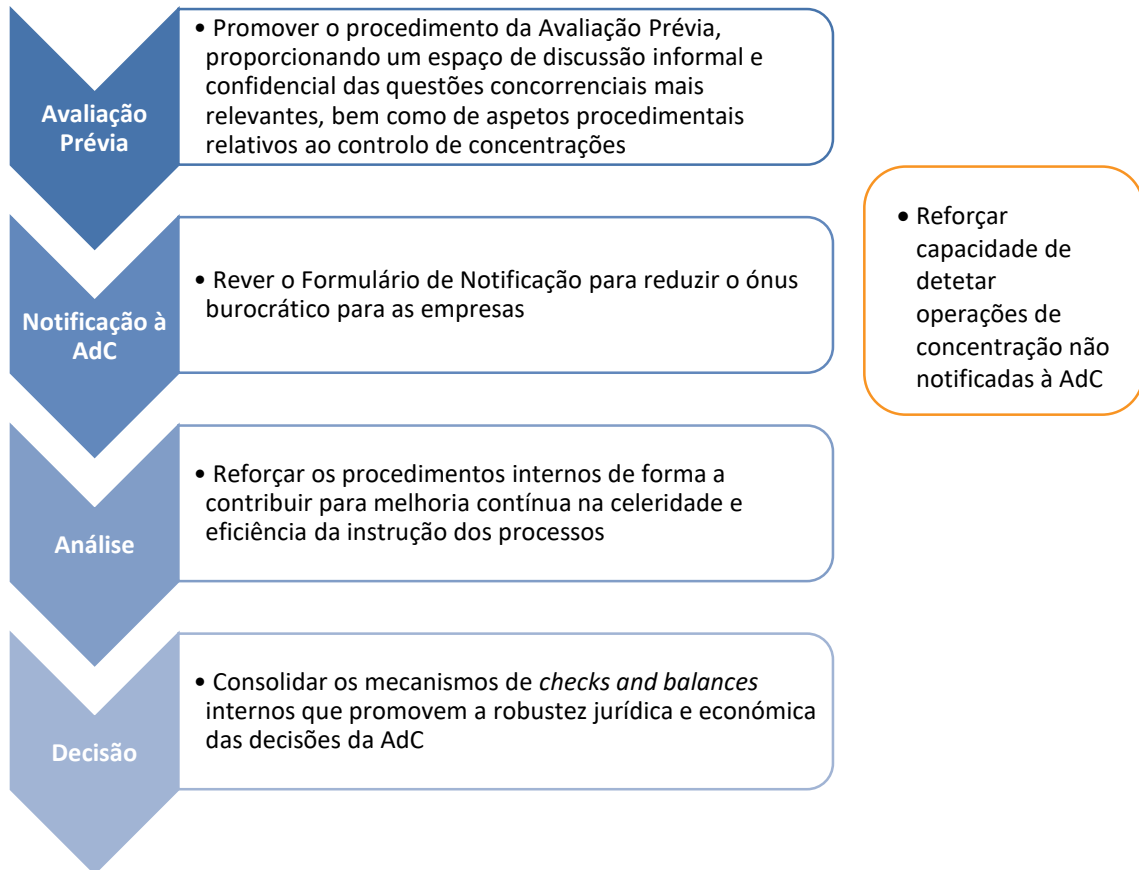 Avaliação
Prévia
• Promover o procedimento da Avaliação Prévia,
proporcionando um espaço de discussão informal e
confidencial das questões concorrenciais mais
relevantes, bem como de aspetos procedimentais
relativos ao controlo de concentrações
Notificação à
AdC
• Rever o Formulário de Notificação para reduzir o ónus
burocrático para as empresas
• Reforçar
capacidade de
detetar
operações de
concentração não
notificadas à AdC
Análise
• Reforçar os procedimentos internos de forma a
contribuir para melhoria contínua na celeridade e
eficiência da instrução dos processos
Decisão
• Consolidar os mecanismos de checks and balances
internos que promovem a robustez jurídica e económica
das decisões da AdC